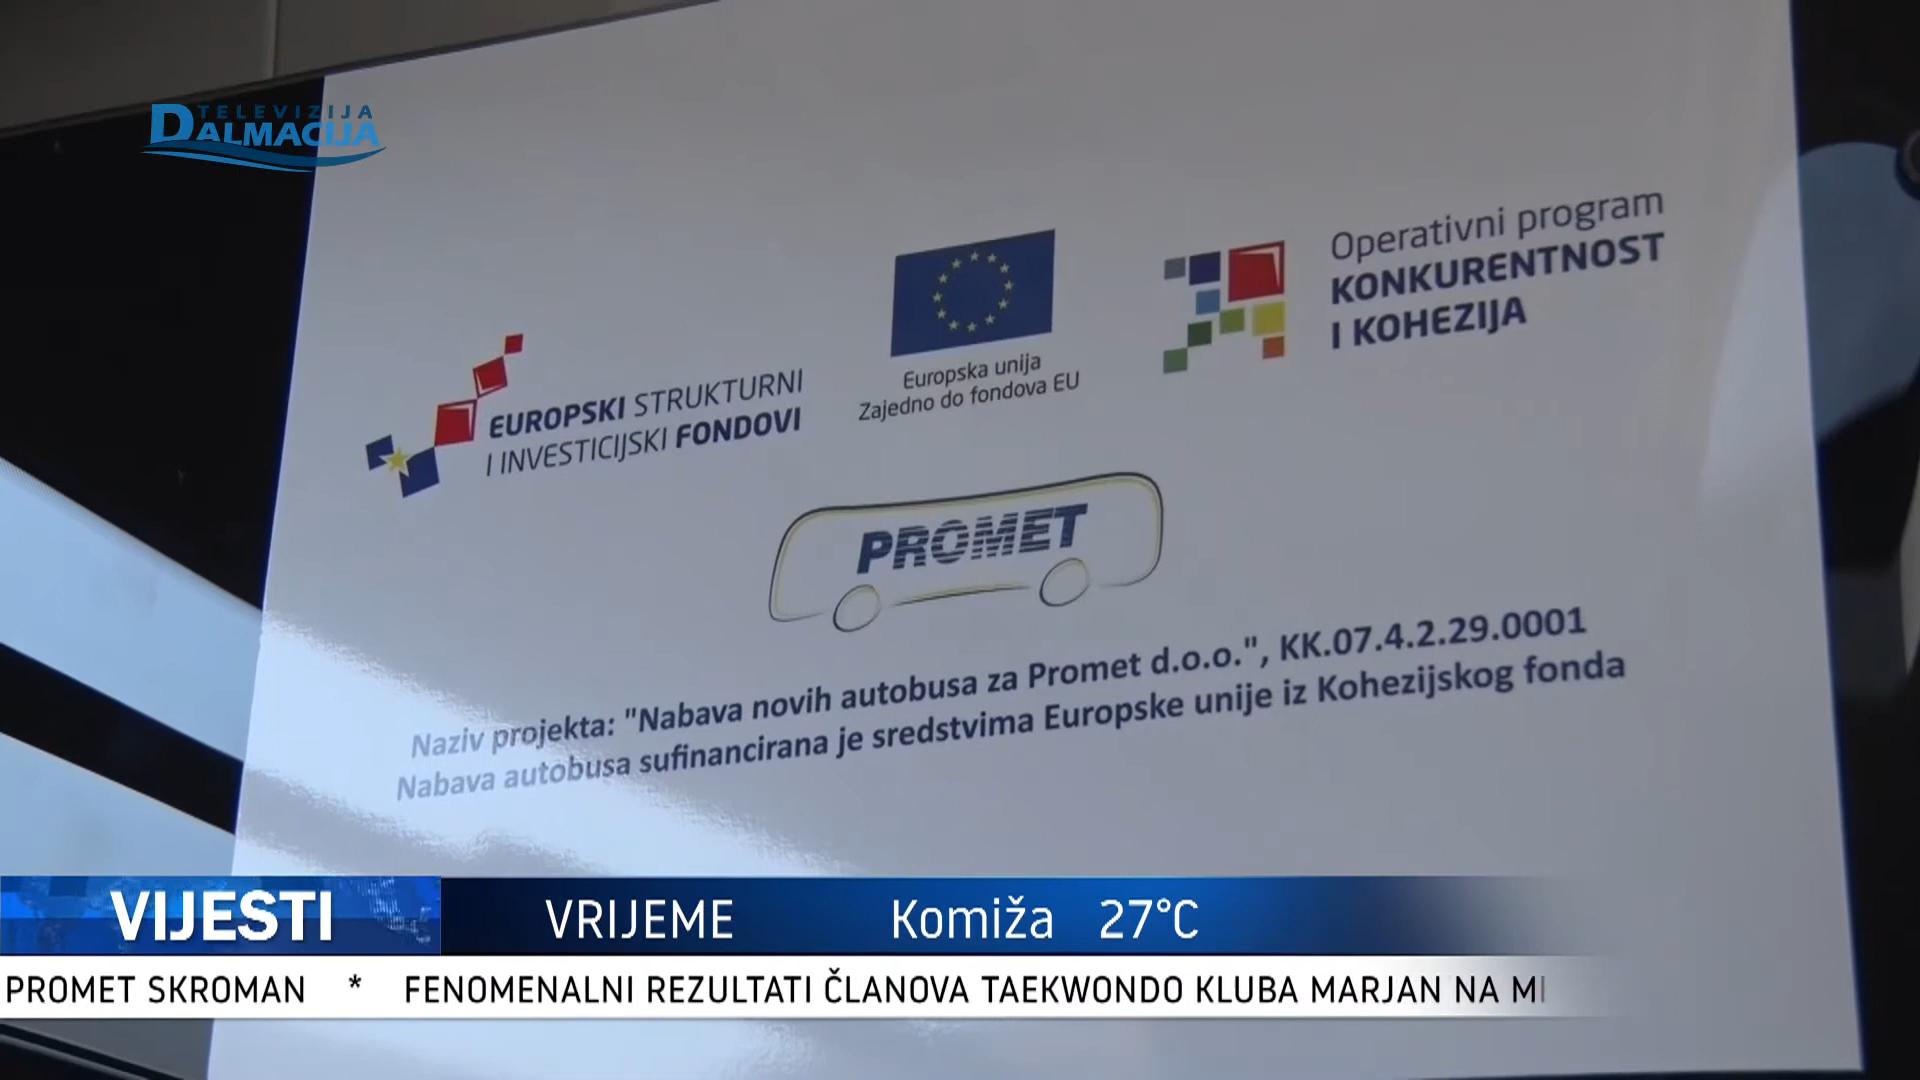 TELEVIZIJA
DALMACIJA
Operativni program
KONKURENTNOST
I KOHEZIJA
Europska unija
Zajedno do fondova EU
EUROPSKI STRUKTURNI
I INVESTICIJSKI FONDOVI
PROMET
Naziv projekta: "Nabava novih autobusa za Promet d.o.o.", KK.07.4.2.29.0001
Nabava autobusa sufinancirana je sredstvima Europske unije iz Kohezijskog fonda
VIJESTI VRIJEME Komiža 27°C
PROMET SKROMAN * FENOMENALNI REZULTATI ČLANOVA TAEKWONDO KLUBA MARJAN NA